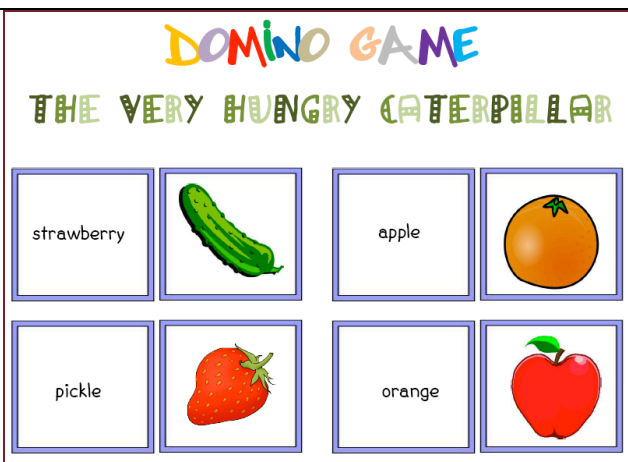 DOMINO GAME
THE VERY HUNGRY CATERPILLAR
strawberry
apple
pickle
orange